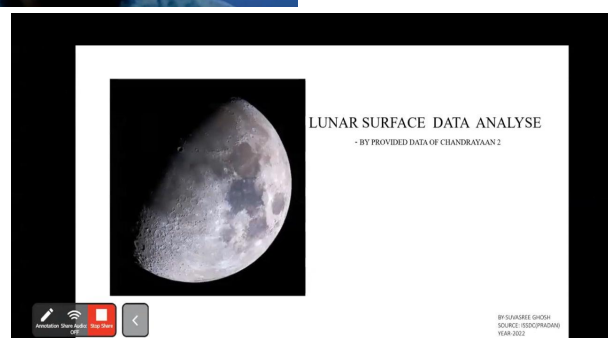 LUNAR SURFACE DATA ANALYSE
- BY PROVIDED DATA OF CHANDRAYAAN 2
Annotation Share Audio: Stop Share
OFF
BY-SUVASREE GHOSH
SOURCE: ISSDC(PRADAN)
YEAR-2022